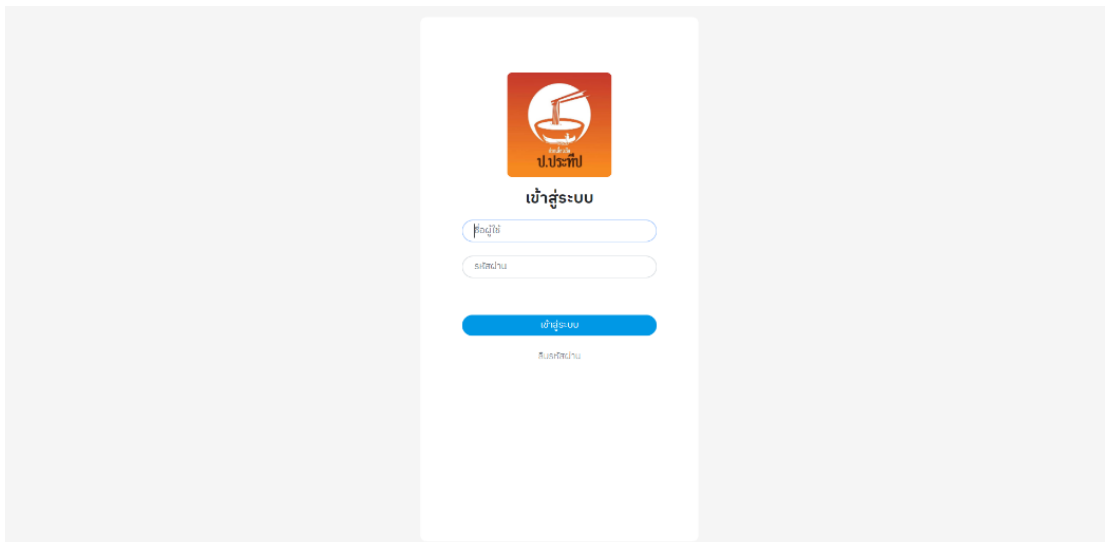 ป.ประทีป
เข้าสู่ระบบ
ชื่อผู้ใช้
รหัสผ่าน
เข้าสู่ระบบ
ลืมรหัสผ่าน